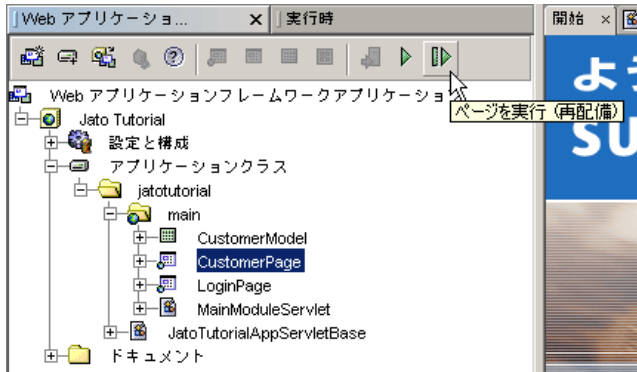 Web アプリケーショ...
実行時
開始
よ
Su
Web アプリケーションフレームワークアプリケーション
ページを実行 (再配備)
Jato Tutorial
設定と構成
アプリケーションクラス
jatotutorial
main
CustomerModel
CustomerPage
LoginPage
MainModuleServlet
JatoTutorialAppServletBase
ドキュメント